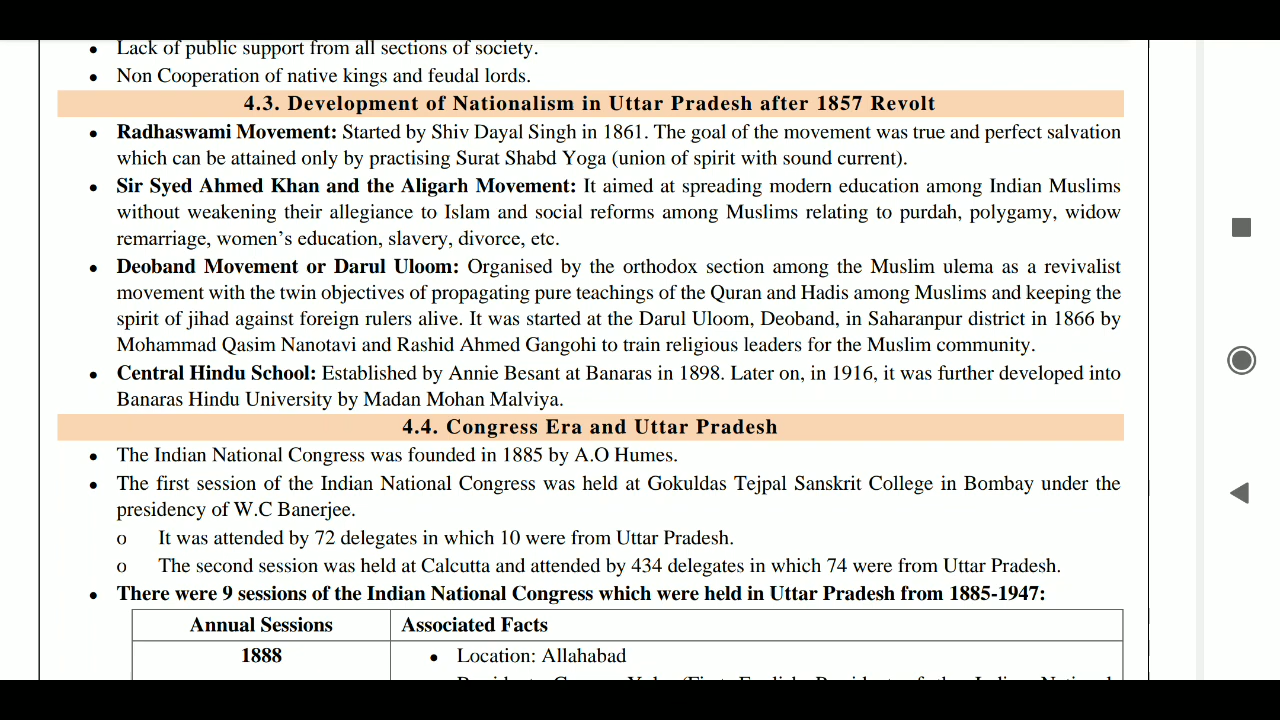 • Lack of public support from all sections of society.
• Non Cooperation of native kings and feudal lords.
4.3. Development of Nationalism in Uttar Pradesh after 1857 Revolt
• Radhaswami Movement: Started by Shiv Dayal Singh in 1861. The goal of the movement was true and perfect salvation
which can be attained only by practising Surat Shabd Yoga (union of spirit with sound current).
• Sir Syed Ahmed Khan and the Aligarh Movement: It aimed at spreading modern education among Indian Muslims
without weakening their allegiance to Islam and social reforms among Muslims relating to purdah, polygamy, widow
remarriage, women’s education, slavery, divorce, etc.
• Deoband Movement or Darul Uloom: Organised by the orthodox section among the Muslim ulema as a revivalist
movement with the twin objectives of propagating pure teachings of the Quran and Hadis among Muslims and keeping the
spirit of jihad against foreign rulers alive. It was started at the Darul Uloom, Deoband, in Saharanpur district in 1866 by
Mohammad Qasim Nanotavi and Rashid Ahmed Gangohi to train religious leaders for the Muslim community.
• Central Hindu School: Established by Annie Besant at Banaras in 1898. Later on, in 1916, it was further developed into
Banaras Hindu University by Madan Mohan Malviya.
4.4. Congress Era and Uttar Pradesh
• The Indian National Congress was founded in 1885 by A.O Humes.
• The first session of the Indian National Congress was held at Gokuldas Tejpal Sanskrit College in Bombay under the
presidency of W.C Banerjee.
o It was attended by 72 delegates in which 10 were from Uttar Pradesh.
o The second session was held at Calcutta and attended by 434 delegates in which 74 were from Uttar Pradesh.
• There were 9 sessions of the Indian National Congress which were held in Uttar Pradesh from 1885-1947:
Annual Sessions Associated Facts
1888 • Location: Allahabad